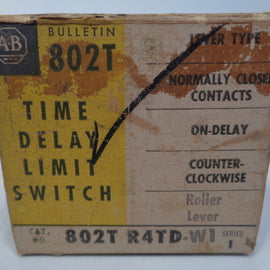 AB
BULLETIN
802T
TIME
DELAY
LIMIT
SWITCH
LEVER TYPE
NORMALLY CLOSED
CONTACTS
ON-DELAY
COUNTER-
CLOCKWISE
Roller
Lever
CAT.
NO.
802T R4TD-W1
SERIES
1